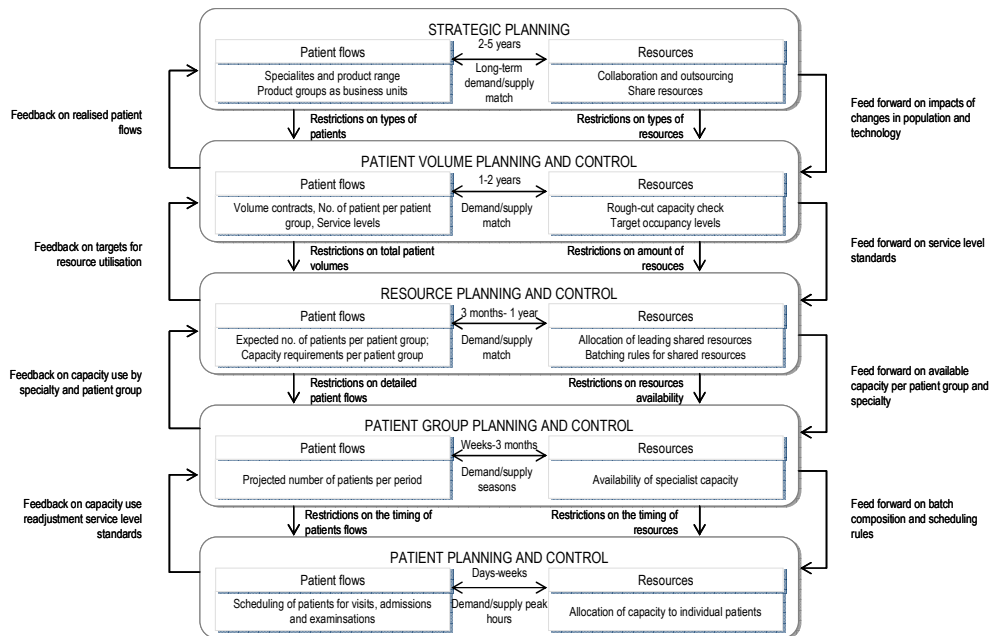 STRATEGIC PLANNING
Patient flows
2-5 years
Resources
Specialites and product range
Product groups as business units
Long-term
demand/supply
match
Collaboration and outsourcing
Share resources
Feedback on realised patient
flows
Feed forward on impacts of
changes in population and
technology
Restrictions on types of
patients
Restrictions on types of
resources
PATIENT VOLUME PLANNING AND CONTROL
Patient flows
1-2 years
Resources
Volume contracts, No. of patient per patient
group, Service levels
Demand/supply
match
Rough-cut capacity check
Target occupancy levels
Feedback on targets for
resource utilisation
Feed forward on service level
standards
Restrictions on total patient
volumes
Restrictions on amount of
resouces
RESOURCE PLANNING AND CONTROL
Patient flows
3 months- 1 year
Resources
Expected no. of patients per patient group;
Capacity requirements per patient group
Demand/supply
match
Allocation of leading shared resources
Batching rules for shared resources
Feedback on capacity use by
specialty and patient group
Feed forward on available
capacity per patient group and
specialty
Restrictions on detailed
patient flows
Restrictions on resources
availability
PATIENT GROUP PLANNING AND CONTROL
Patient flows
Weeks-3 months
Resources
Projected number of patients per period
Demand/supply
seasons
Availability of specialist capacity
Feedback on capacity use
readjustment service level
standards
Feed forward on batch
composition and scheduling
rules
Restrictions on the timing of
patients flows
Restrictions on the timing of
resources
PATIENT PLANNING AND CONTROL
Patient flows
Days-weeks
Resources
Scheduling of patients for visits, admissions
and examinsations
Demand/supply peak
hours
Allocation of capacity to individual patients